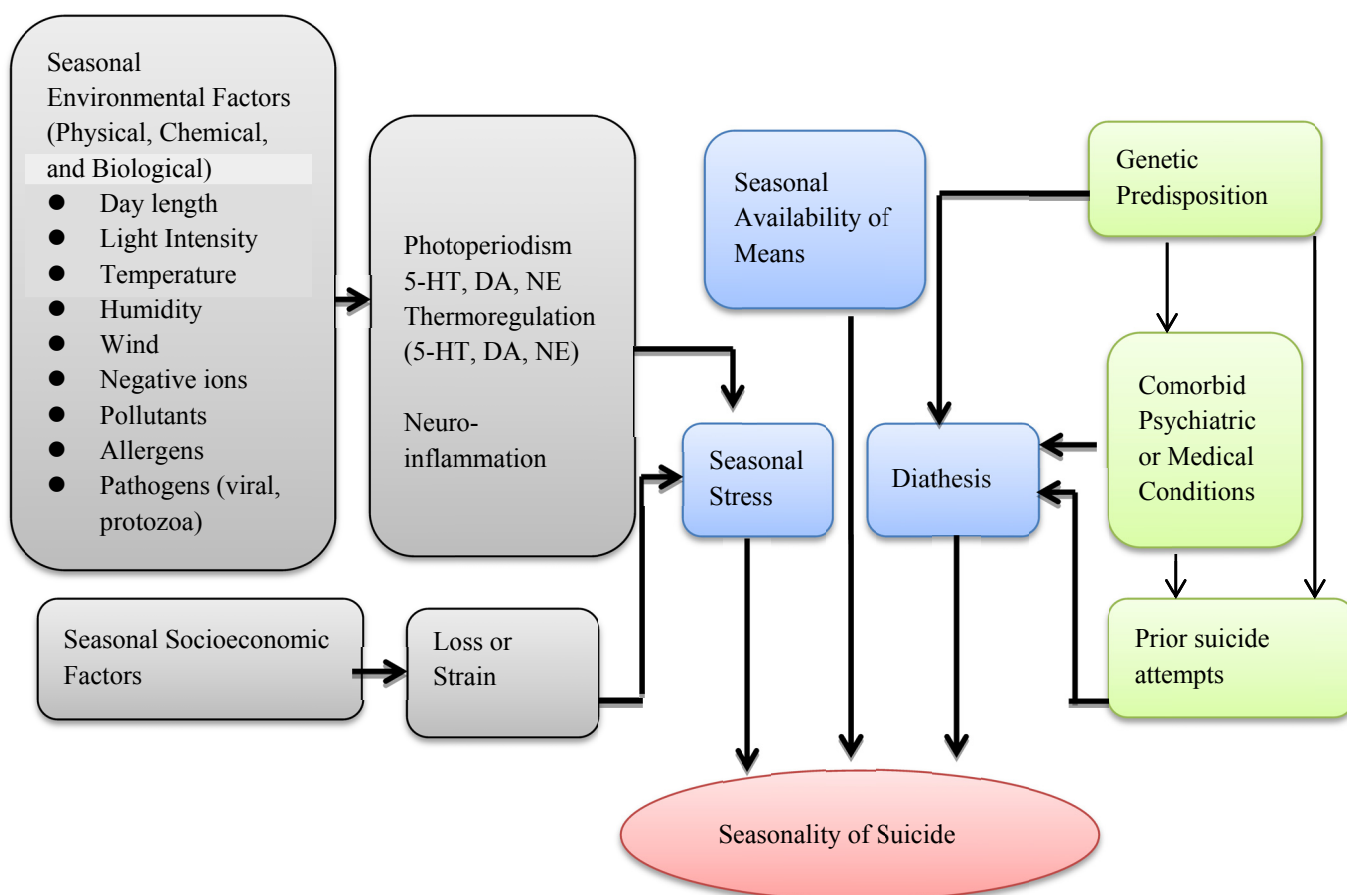 Seasonal
Environmental Factors
(Physical, Chemical,
and Biological)
● Day length
● Light Intensity
● Temperature
● Humidity
● Wind
● Negative ions
● Pollutants
● Allergens
● Pathogens (viral,
protozoa)
Photoperiodism
5-HT, DA, NE
Thermoregulation
(5-HT, DA, NE)
Neuro-
inflammation
Seasonal
Availability of
Means
Genetic
Predisposition
Seasonal
Stress
Diathesis
Comorbid
Psychiatric
or Medical
Conditions
Seasonal Socioeconomic
Factors
Loss or
Strain
Prior suicide
attempts
Seasonality of Suicide